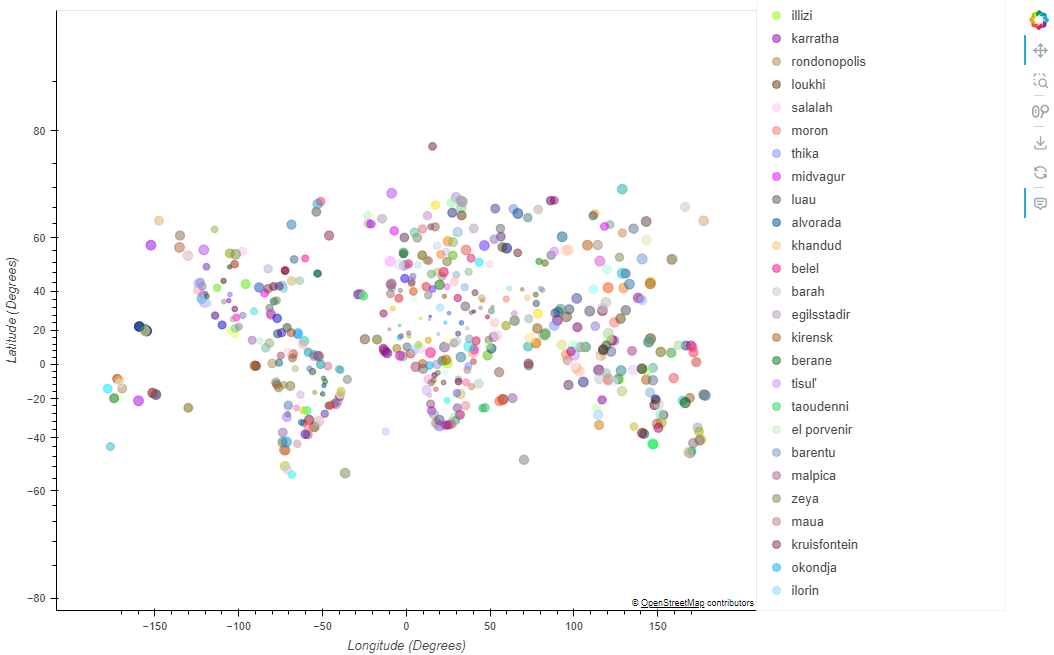 illizi
karratha
rondonopolis
loukhi
salalah
moron
thika
midvagur
luau
alvorada
khandud
belel
barah
egilsstadir
kirensk
berane
tisul'
taoudenni
el porvenir
barentu
malpica
zeya
maua
kruisfontein
okondja
ilorin
80
60
40
20
0
−20
−40
−60
−80
Latitude (Degrees)
© OpenStreetMap contributors
−150 −100 −50 0 50 100 150
Longitude (Degrees)